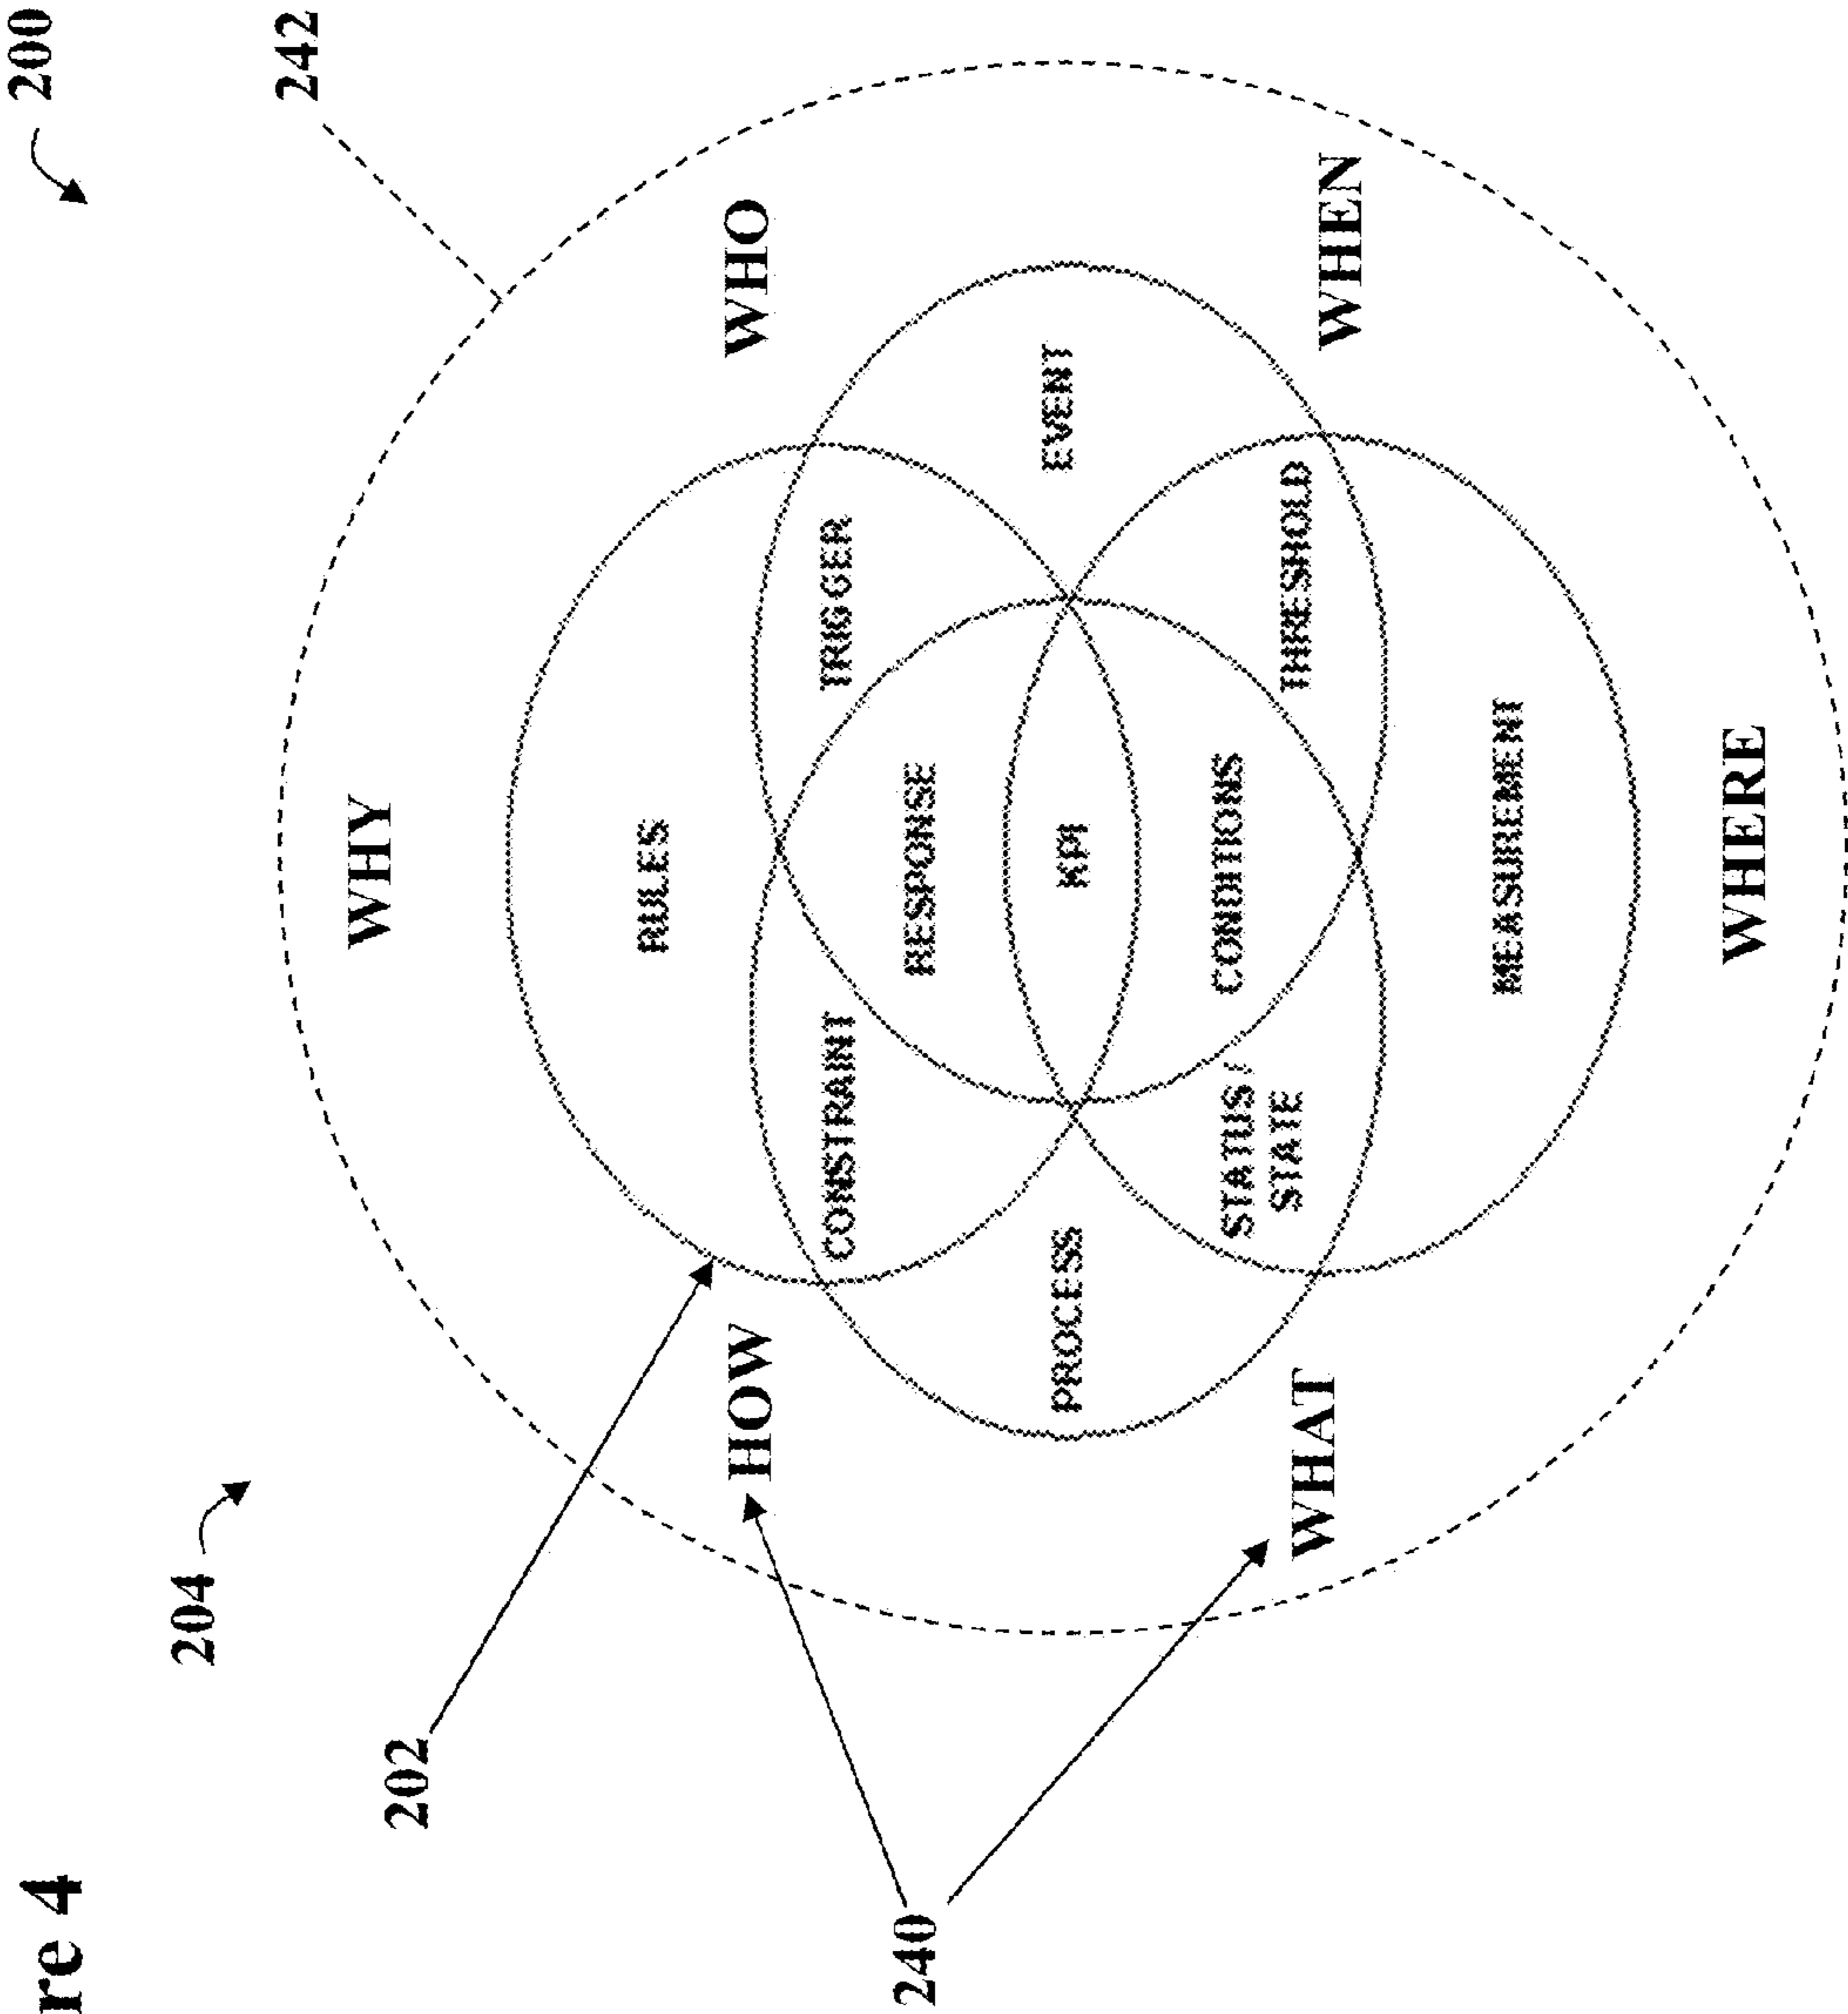 re 4
200
204
242
202
WHY
RULES
HOW
WHO
CONSTRAINT
TRIGGER
240
RESPONSE
PROCESS
KPI
EVENT
STATUS /
STATE
CONDITIONS
THRESHOLD
WHAT
WHEN
MEASUREMENT
WHERE